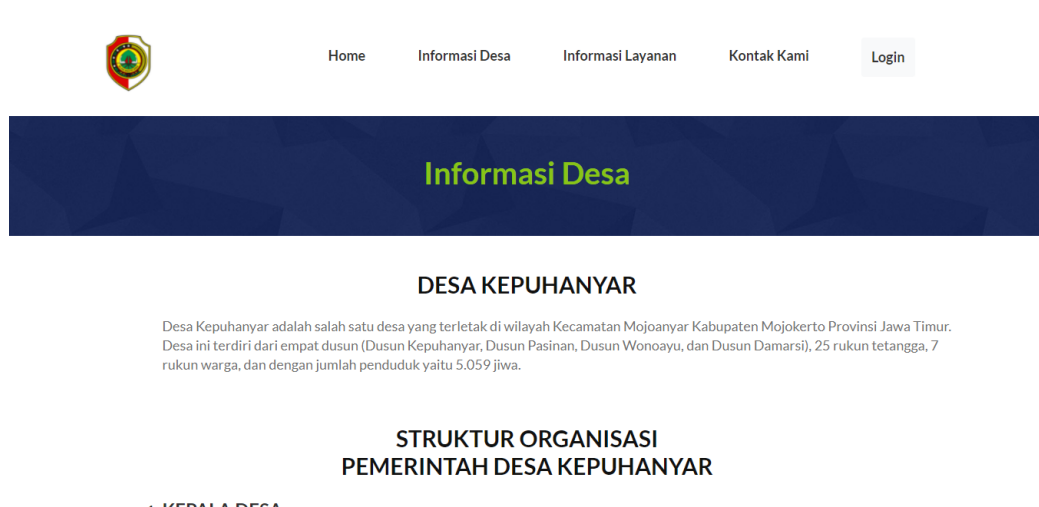 Home Informasi Desa Informasi Layanan Kontak Kami Login
Informasi Desa
DESA KEPUHANYAR
Desa Kepuhanyar adalah salah satu desa yang terletak di wilayah Kecamatan Mojoanyar Kabupaten Mojokerto Provinsi Jawa Timur.
Desa ini terdiri dari empat dusun (Dusun Kepuhanyar, Dusun Pasinan, Dusun Wonoayu, dan Dusun Damarsi), 25 rukun tetangga, 7
rukun warga, dan dengan jumlah penduduk yaitu 5.059 jiwa.
STRUKTUR ORGANISASI
PEMERINTAH DESA KEPUHANYAR
KEPALA DESA